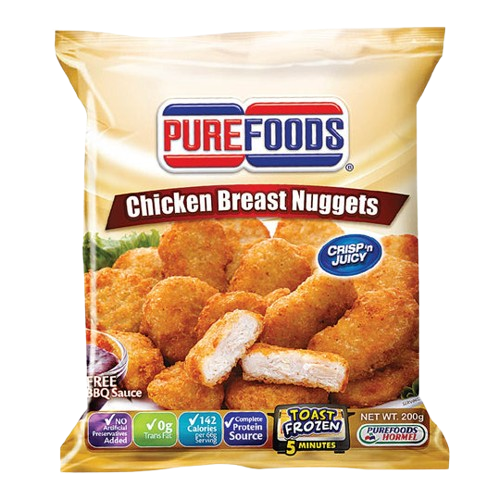 PUREFOODS
®
Chicken Breast Nuggets
CRISP 'n
JUICY
FREE
BBQ Sauce
NO
Artificial
Preservatives
Added
0g
Trans Fat
142
Calories
per 60g
Serving
Complete
Protein
Source
TOAST
FROZEN
5 MINUTES
NET WT. 200g
PUREFOODS
HORMEL